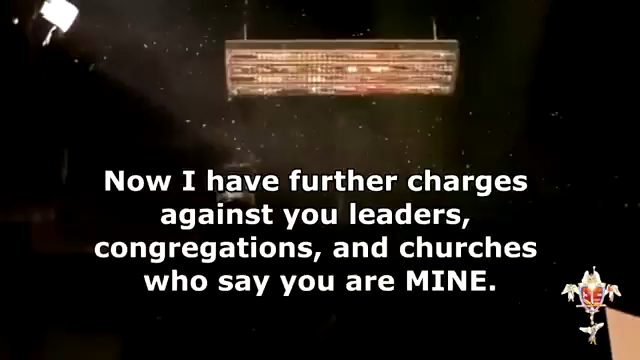 Now I have further charges
against you leaders,
congregations, and churches
who say you are MINE.